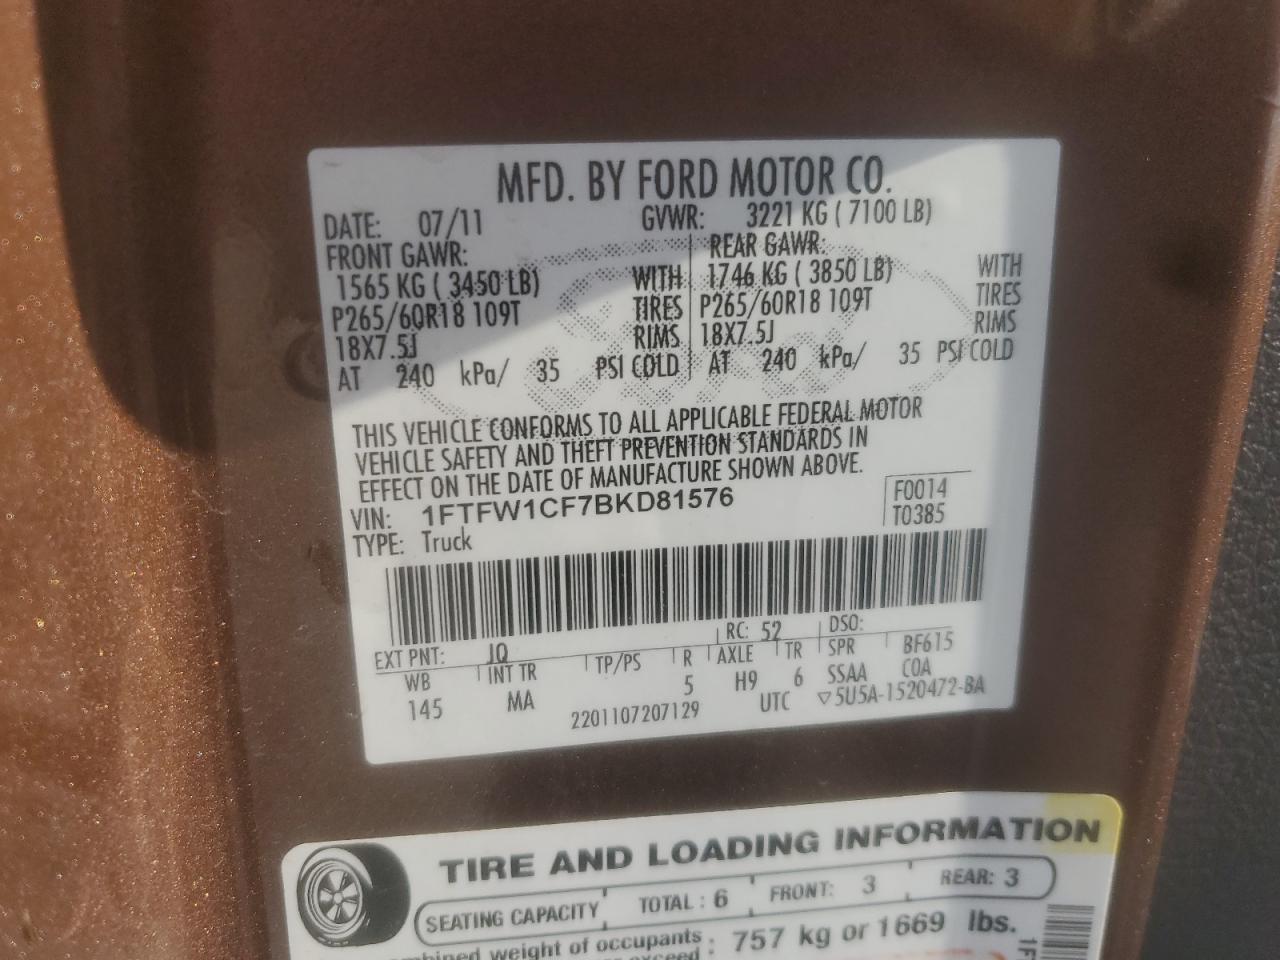 MFD. BY FORD MOTOR CO.
DATE: 07/11 GVWR: 3221 KG ( 7100 LB)
FRONT GAWR: REAR GAWR:
1565 KG ( 3450 LB) WITH 1746 KG ( 3850 LB) WITH
P265/60R18 109T TIRES P265/60R18 109T TIRES
18X7.5J RIMS 18X7.5J RIMS
AT 240 kPa/ 35 PSI COLD AT 240 kPa/ 35 PSI COLD
THIS VEHICLE CONFORMS TO ALL APPLICABLE FEDERAL MOTOR
VEHICLE SAFETY AND THEFT PREVENTION STANDARDS IN
EFFECT ON THE DATE OF MANUFACTURE SHOWN ABOVE.
VIN: 1FTFW1CF7BKD81576 F0014
TYPE: Truck T0385
EXT PNT: JQ RC: 52 DSO:
WB INT TR TP/PS R AXLE TR SPR BF615
145 MA 5 H9 6 SSAA COA
2201107207129 UTC ▽5U5A-1520472-BA
TIRE AND LOADING INFORMATION
SEATING CAPACITY TOTAL : 6 FRONT: 3 REAR: 3
weight of occupants : 757 kg or 1669 lbs.
exceed